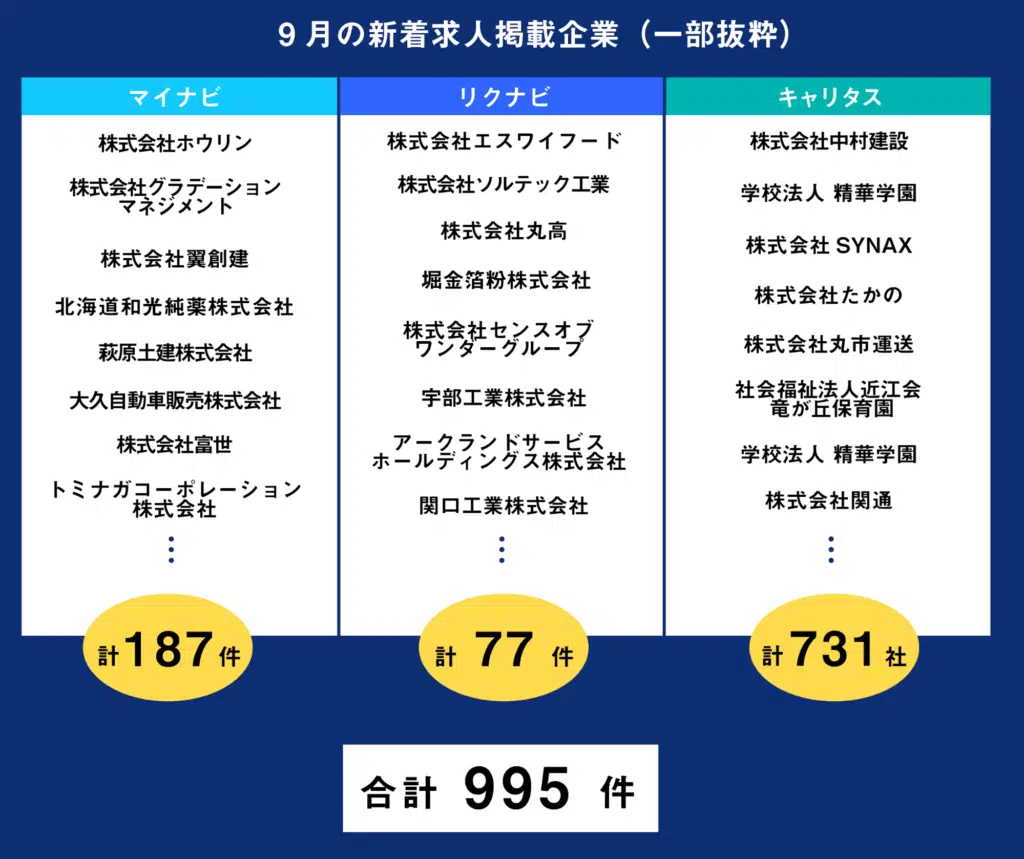 9月の新着求人掲載企業（一部抜粋）
マイナビ
株式会社ホウリン
株式会社グラデーション
マネジメント
株式会社翼創建
北海道和光純薬株式会社
萩原土建株式会社
大久自動車販売株式会社
株式会社富世
トミナガコーポレーション
株式会社
計187件
リクナビ
株式会社エスワイフード
株式会社ソルテック工業
株式会社丸高
堀金箔粉株式会社
株式会社センスオブ
ワンダーグループ
宇部工業株式会社
アークランドサービス
ホールディングス株式会社
関口工業株式会社
計 77 件
キャリタス
株式会社中村建設
学校法人 精華学園
株式会社 SYNAX
株式会社たかの
株式会社丸市運送
社会福祉法人近江会
竜が丘保育園
学校法人 精華学園
株式会社関通
計731社
合計 995 件